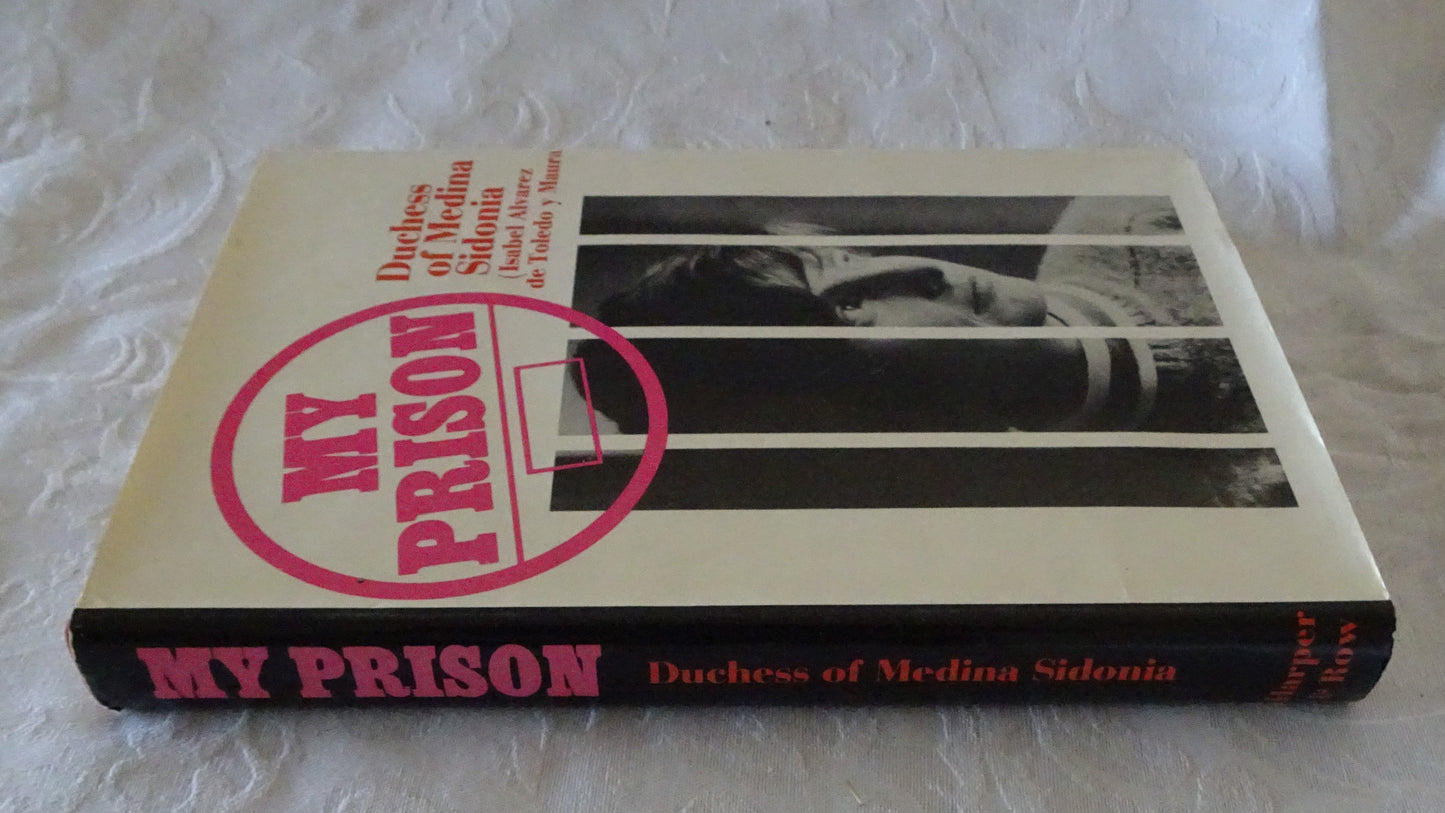 Duchess
of Medina
Sidonia
(Isabel Alvarez
de Toledo y Maura
MY
PRISON
MY PRISON
Duchess of Medina Sidonia
Harper
& Row